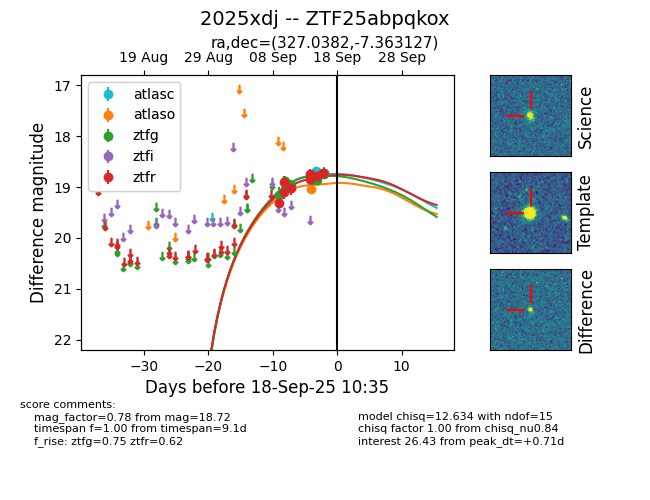 2025xdj -- ZTF25abpqkox
ra,dec=(327.0382,-7.363127)
19 Aug 29 Aug 08 Sep 18 Sep 28 Sep
atlasc
atlaso
ztfg
ztfi
ztfr
17
18
19
20
21
22
Difference magnitude
−30 −20 −10 0 10
Days before 18-Sep-25 10:35
Science
Template
Difference
score comments:
mag_factor=0.78 from mag=18.72
timespan f=1.00 from timespan=9.1d
f_rise: ztfg=0.75 ztfr=0.62
model chisq=12.634 with ndof=15
chisq factor 1.00 from chisq_nu0.84
interest 26.43 from peak_dt=+0.71d